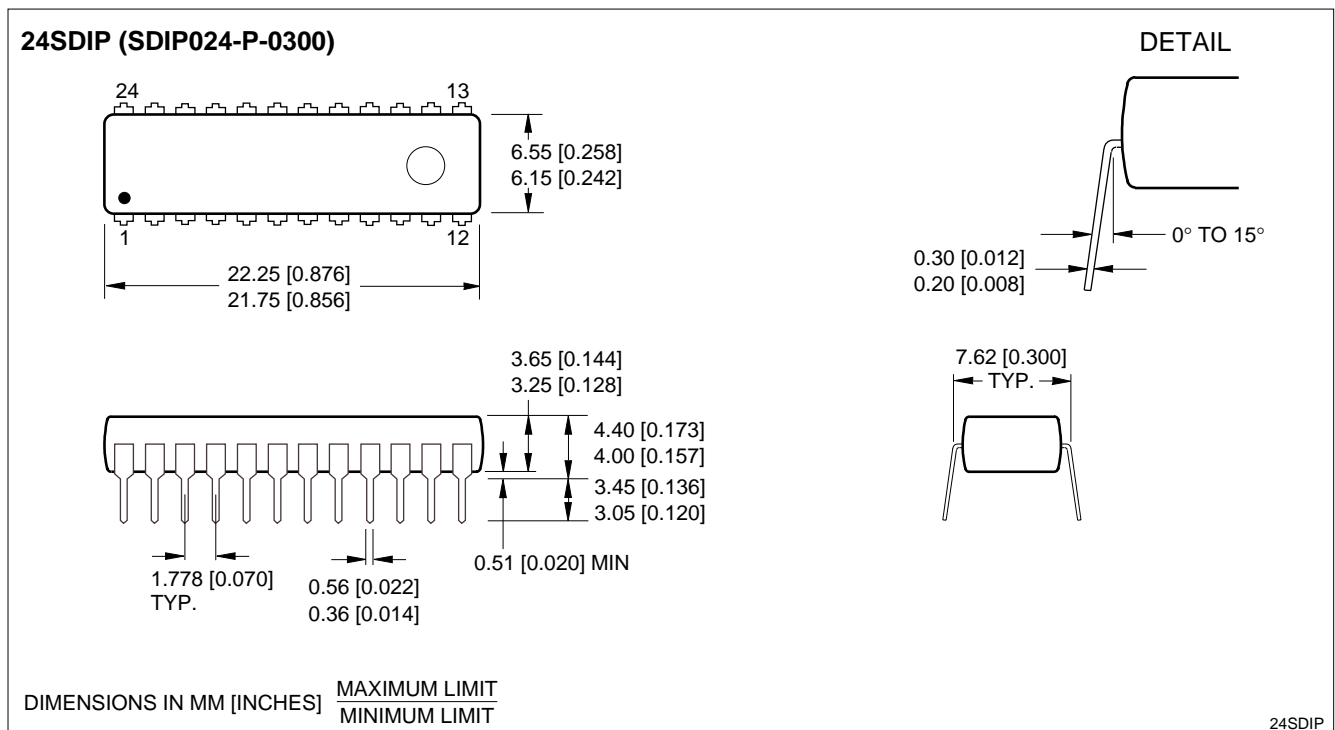 24SDIP (SDIP024-P-0300)
DETAIL
24
13
6.55 [0.258]
6.15 [0.242]
1
12
22.25 [0.876]
21.75 [0.856]
0° TO 15°
0.30 [0.012]
0.20 [0.008]
3.65 [0.144]
3.25 [0.128]
4.40 [0.173]
4.00 [0.157]
3.45 [0.136]
3.05 [0.120]
0.51 [0.020] MIN
1.778 [0.070]
TYP.
0.56 [0.022]
0.36 [0.014]
7.62 [0.300]
TYP.
DIMENSIONS IN MM [INCHES]
MAXIMUM LIMIT
MINIMUM LIMIT
24SDIP